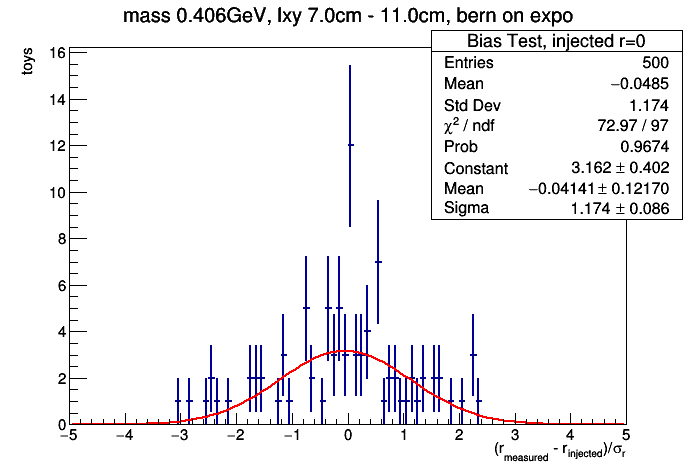 mass 0.406GeV, lxy 7.0cm - 11.0cm, bern on expo
Bias Test, injected r=0
Entries 500
Mean −0.0485
Std Dev 1.174
χ² / ndf 72.97 / 97
Prob 0.9674
Constant 3.162 ± 0.402
Mean −0.04141 ± 0.12170
Sigma 1.174 ± 0.086
toys
16
14
12
10
8
6
4
2
0
−5 −4 −3 −2 −1 0 1 2 3 4 5
(r_measured - r_injected)/σ_r